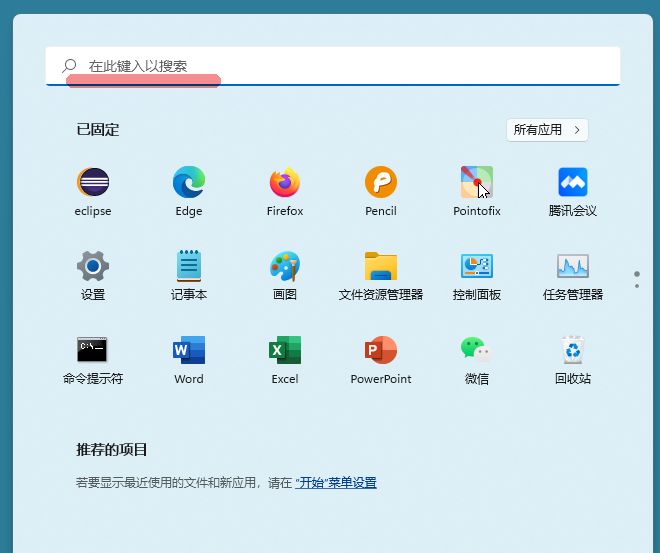 在此键入以搜索
已固定
所有应用
eclipse
Edge
Firefox
Pencil
Pointofix
腾讯会议
设置
记事本
画图
文件资源管理器
控制面板
任务管理器
C:\._
命令提示符
Word
Excel
PowerPoint
微信
回收站
推荐的项目
若要显示最近使用的文件和新应用，请在 "开始"菜单设置